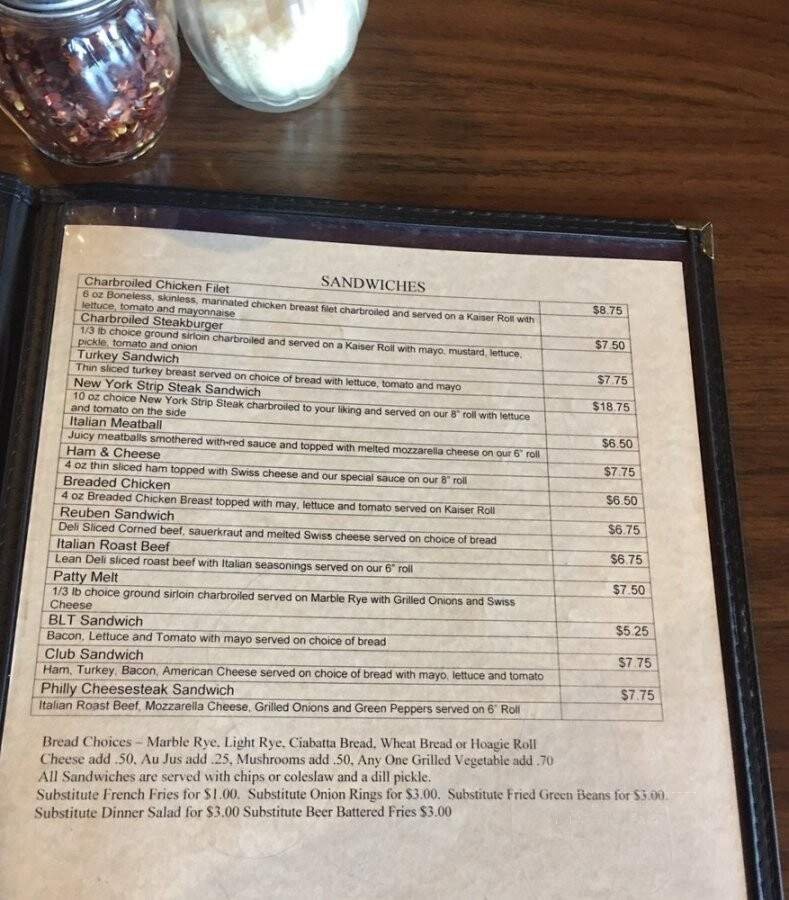 SANDWICHES
Charbroiled Chicken Filet $8.75
6 oz Boneless, skinless, marinated chicken breast filet charbroiled and served on a Kaiser Roll with
lettuce, tomato and mayonnaise
Charbroiled Steakburger $7.50
1/3 lb choice ground sirloin charbroiled and served on a Kaiser Roll with mayo, mustard, lettuce,
pickle, tomato and onion
Turkey Sandwich $7.75
Thin sliced turkey breast served on choice of bread with lettuce, tomato and mayo
New York Strip Steak Sandwich $18.75
10 oz choice New York Strip Steak charbroiled to your liking and served on our 8" roll with lettuce
and tomato on the side
Italian Meatball $6.50
Juicy meatballs smothered with red sauce and topped with melted mozzarella cheese on our 6" roll
Ham & Cheese $7.75
4 oz thin sliced ham topped with Swiss cheese and our special sauce on our 8" roll
Breaded Chicken $6.50
4 oz Breaded Chicken Breast topped with may, lettuce and tomato served on Kaiser Roll
Reuben Sandwich $6.75
Deli Sliced Corned beef, sauerkraut and melted Swiss cheese served on choice of bread
Italian Roast Beef $6.75
Lean Deli sliced roast beef with Italian seasonings served on our 6" roll
Patty Melt $7.50
1/3 lb choice ground sirloin charbroiled served on Marble Rye with Grilled Onions and Swiss
Cheese
BLT Sandwich $5.25
Bacon, Lettuce and Tomato with mayo served on choice of bread
Club Sandwich $7.75
Ham, Turkey, Bacon, American Cheese served on choice of bread with mayo, lettuce and tomato
Philly Cheesesteak Sandwich $7.75
Italian Roast Beef, Mozzarella Cheese, Grilled Onions and Green Peppers served on 6" Roll
Bread Choices – Marble Rye, Light Rye, Ciabatta Bread, Wheat Bread or Hoagie Roll
Cheese add .50, Au Jus add .25, Mushrooms add .50, Any One Grilled Vegetable add .70
All Sandwiches are served with chips or coleslaw and a dill pickle.
Substitute French Fries for $1.00. Substitute Onion Rings for $3.00. Substitute Fried Green Beans for $3.00.
Substitute Dinner Salad for $3.00 Substitute Beer Battered Fries $3.00